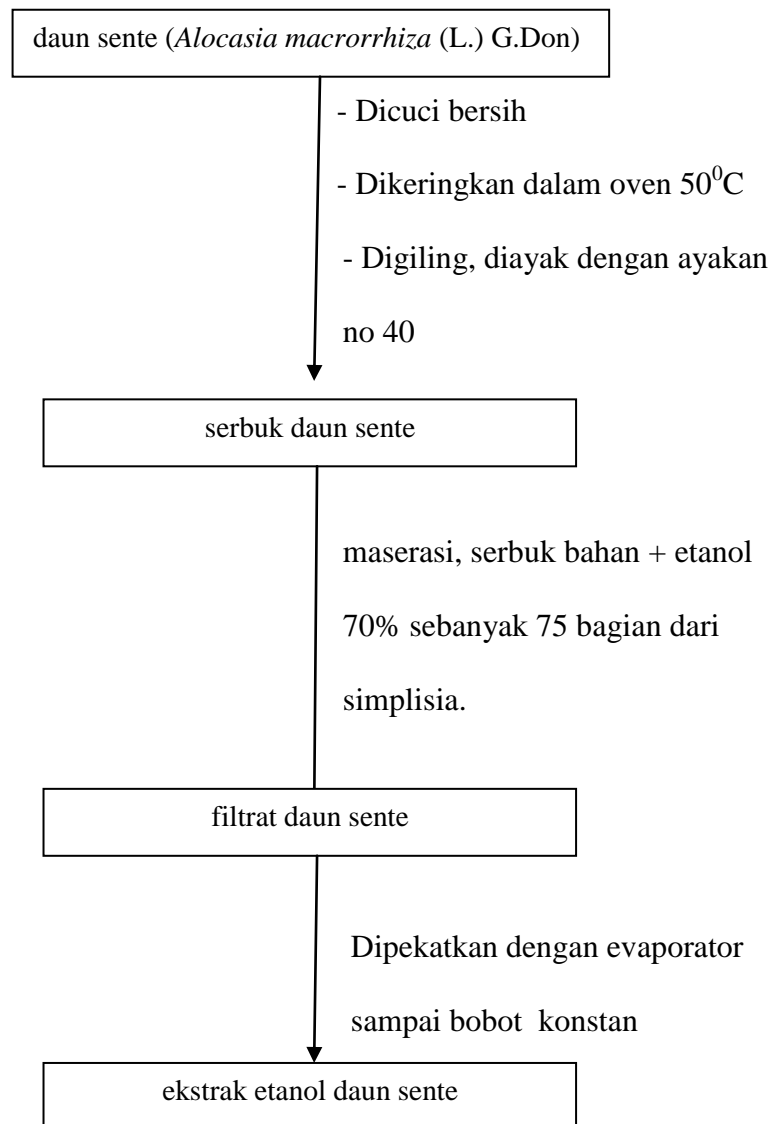 daun sente (Alocasia macrorrhiza (L.) G.Don)
- Dicuci bersih
- Dikeringkan dalam oven 50⁰C
- Digiling, diayak dengan ayakan
no 40
serbuk daun sente
maserasi, serbuk bahan + etanol
70% sebanyak 75 bagian dari
simplisia.
filtrat daun sente
Dipekatkan dengan evaporator
sampai bobot konstan
ekstrak etanol daun sente